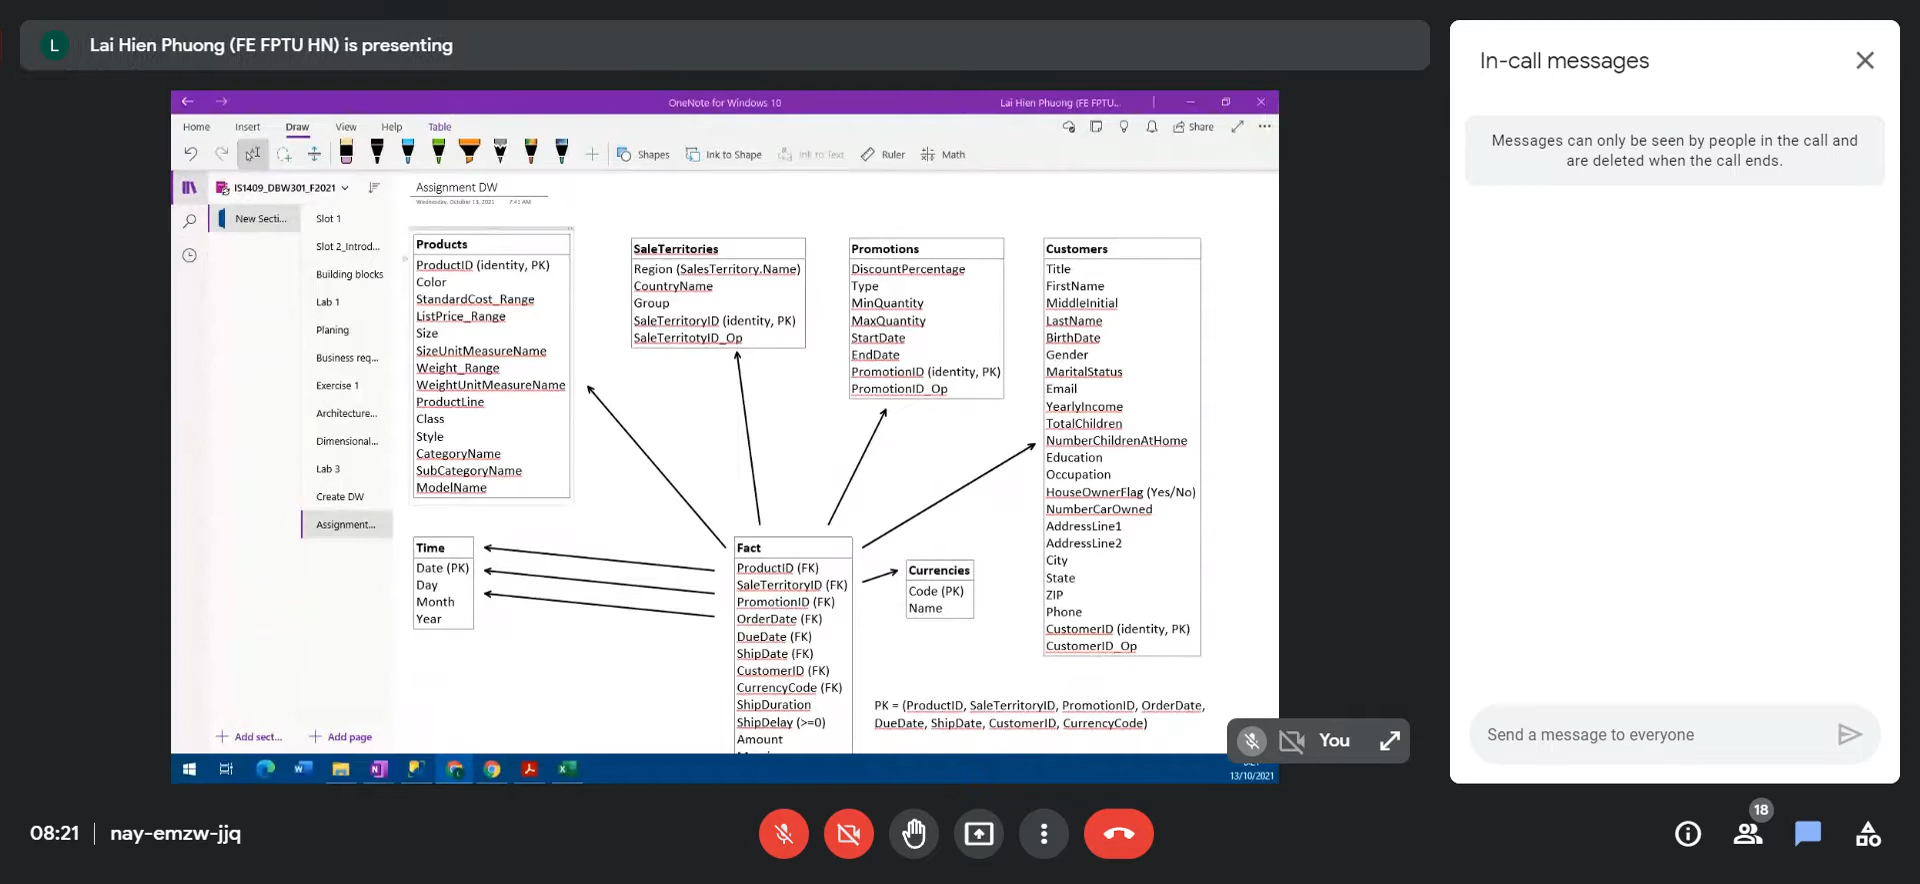 L
Lai Hien Phuong (FE FPTU HN) is presenting
OneNote for Windows 10
Lai Hien Phuong (FE FPTU...
Home Insert Draw View Help Table
Share
Shapes Ink to Shape Ink to Text Ruler Math
IS1409_DBW301_F2021
New Secti...
Slot 1
Slot 2_Introd...
Building blocks
Lab 1
Planing
Business req...
Exercise 1
Architecture...
Dimensional...
Lab 3
Create DW
Assignment...
Add sect...
Add page
Assignment DW
Wednesday, October 13, 2021 7:41 AM
Products
ProductID (identity, PK)
Color
StandardCost_Range
ListPrice_Range
Size
SizeUnitMeasureName
Weight_Range
WeightUnitMeasureName
ProductLine
Class
Style
CategoryName
SubCategoryName
ModelName
SaleTerritories
Region (SalesTerritory.Name)
CountryName
Group
SaleTerritoryID (identity, PK)
SaleTerritotyID_Op
Promotions
DiscountPercentage
Type
MinQuantity
MaxQuantity
StartDate
EndDate
PromotionID (identity, PK)
PromotionID_Op
Customers
Title
FirstName
MiddleInitial
LastName
BirthDate
Gender
MaritalStatus
Email
YearlyIncome
TotalChildren
NumberChildrenAtHome
Education
Occupation
HouseOwnerFlag (Yes/No)
NumberCarOwned
AddressLine1
AddressLine2
City
State
ZIP
Phone
CustomerID (identity, PK)
CustomerID_Op
Time
Date (PK)
Day
Month
Year
Fact
ProductID (FK)
SaleTerritoryID (FK)
PromotionID (FK)
OrderDate (FK)
DueDate (FK)
ShipDate (FK)
CustomerID (FK)
CurrencyCode (FK)
ShipDuration
ShipDelay (>=0)
Amount
Currencies
Code (PK)
Name
PK = (ProductID, SaleTerritoryID, PromotionID, OrderDate,
DueDate, ShipDate, CustomerID, CurrencyCode)
13/10/2021
You
In-call messages
Messages can only be seen by people in the call and
are deleted when the call ends.
Send a message to everyone
08:21 nay-emzw-jjq
18